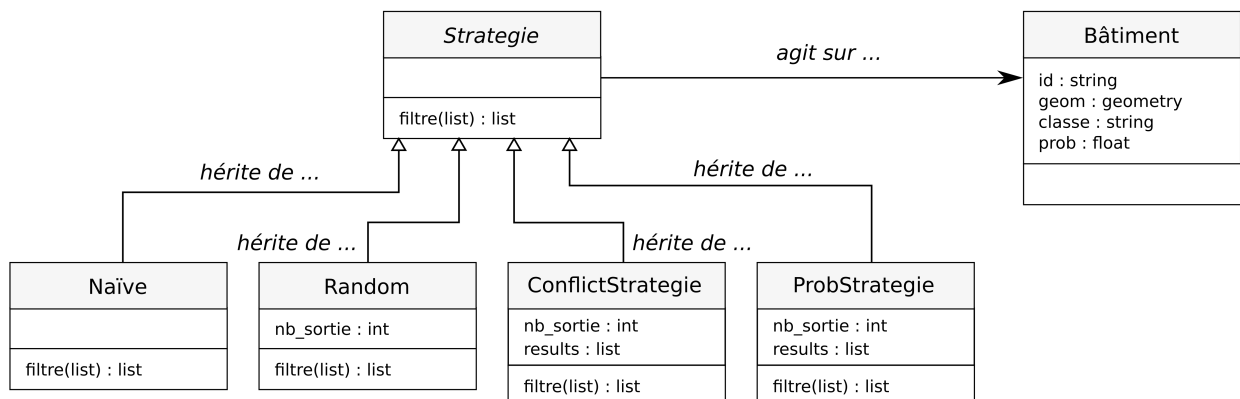 Strategie
filtre(list) : list
agit sur ...
Bâtiment
id : string
geom : geometry
classe : string
prob : float
hérite de ...
hérite de ...
hérite de ...
hérite de ...
Naïve
filtre(list) : list
Random
nb_sortie : int
filtre(list) : list
ConflictStrategie
nb_sortie : int
results : list
filtre(list) : list
ProbStrategie
nb_sortie : int
results : list
filtre(list) : list